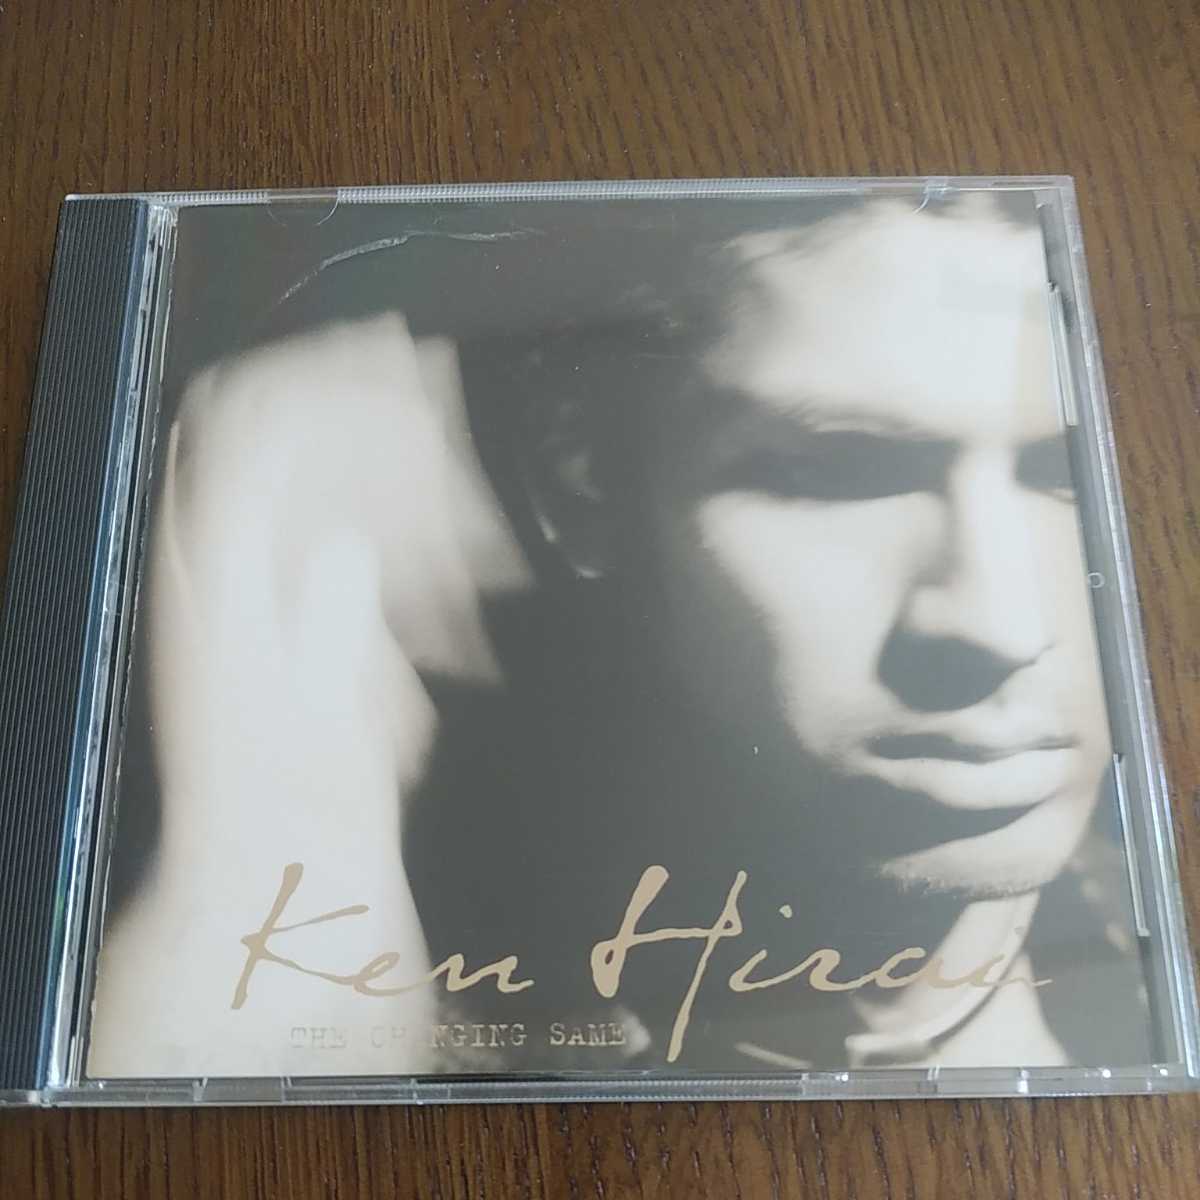 Ken Hirai
THE CHANGING SAME